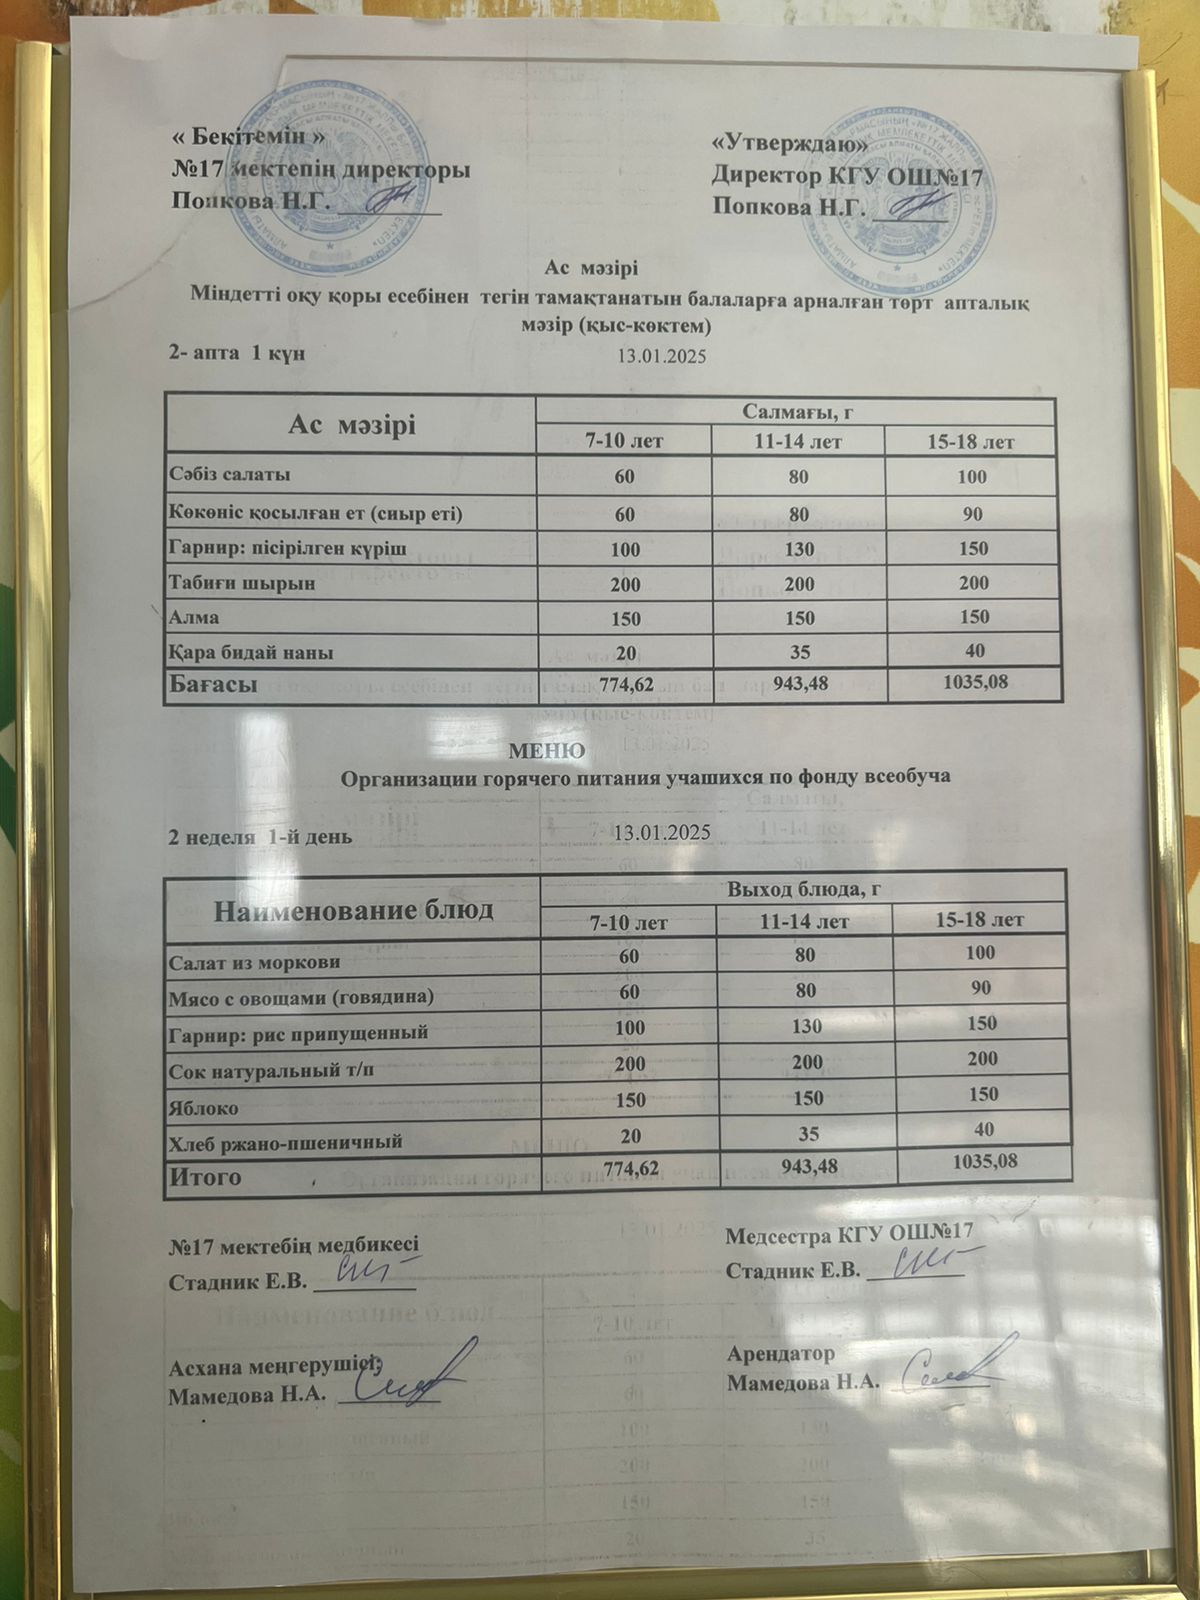 « Бекітемін »
№17 мектепің директоры
Попкова Н.Г.
«Утверждаю»
Директор КГУ ОШ№17
Попкова Н.Г.
Ас мәзірі
Міндетті оқу қоры есебінен тегін тамақтанатын балаларға арналған төрт апталық
мәзір (қыс-көктем)
2- апта 1 күн 13.01.2025
Ас мәзірі Салмағы, г
7-10 лет 11-14 лет 15-18 лет
Сәбіз салаты 60 80 100
Көкөніс қосылған ет (сиыр еті) 60 80 90
Гарнир: пісірілген күріш 100 130 150
Табиғи шырын 200 200 200
Алма 150 150 150
Қара бидай наны 20 35 40
Бағасы 774,62 943,48 1035,08
МЕНЮ
Организации горячего питания учашихся по фонду всеобуча
2 неделя 1-й день 13.01.2025
Наименование блюд Выход блюда, г
7-10 лет 11-14 лет 15-18 лет
Салат из моркови 60 80 100
Мясо с овощами (говядина) 60 80 90
Гарнир: рис припущенный 100 130 150
Сок натуральный т/п 200 200 200
Яблоко 150 150 150
Хлеб ржано-пшеничный 20 35 40
Итого 774,62 943,48 1035,08
№17 мектебің медбикесі
Стадник Е.В.
Медсестра КГУ ОШ№17
Стадник Е.В.
Асхана меңгерушісі;
Мамедова Н.А.
Арендатор
Мамедова Н.А.